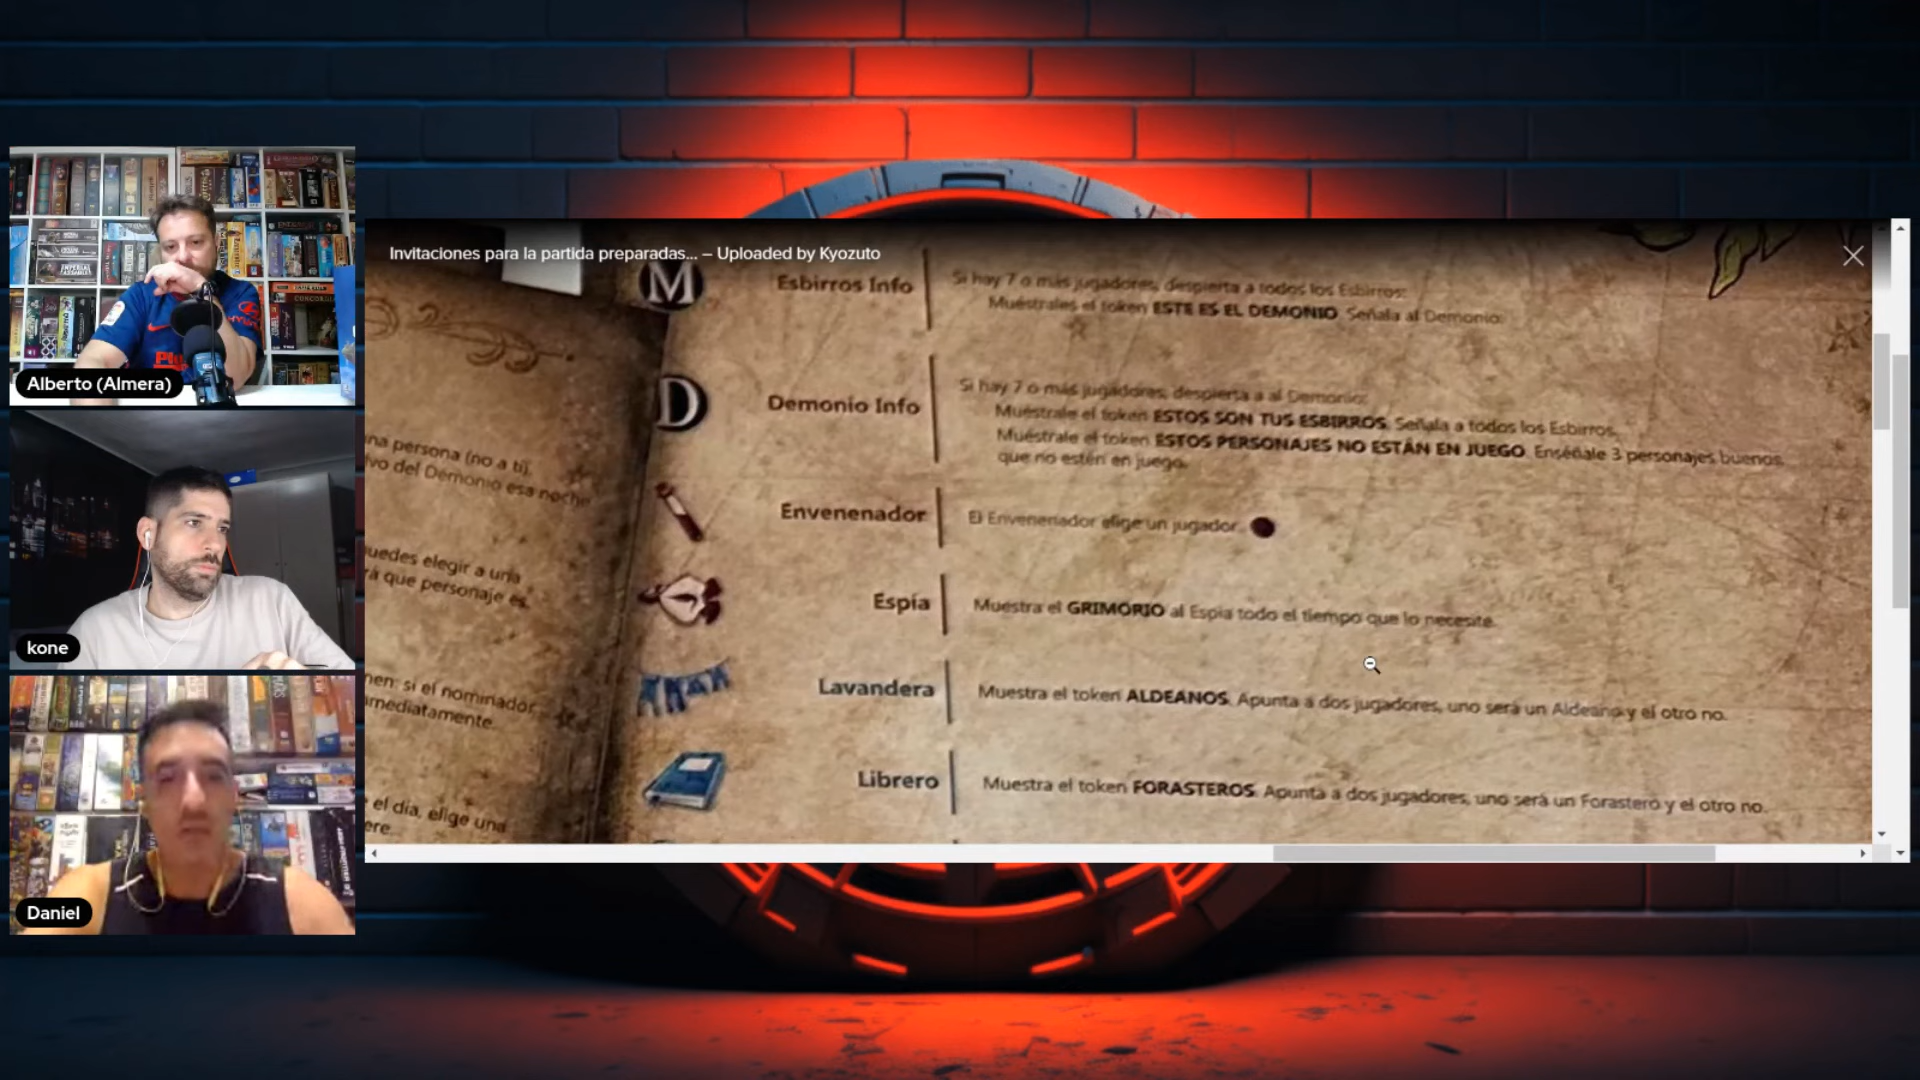 Invitaciones para la partida preparadas... – Uploaded by Kyozuto
M
Esbirros Info
Si hay 7 o más jugadores, despierta a todos los Esbirros:
Muéstrales el token ESTE ES EL DEMONIO. Señala al Demonio.
D
Demonio Info
Si hay 7 o más jugadores, despierta a al Demonio:
Muéstrale el token ESTOS SON TUS ESBIRROS. Señala a todos los Esbirros.
Muéstrale el token ESTOS PERSONAJES NO ESTÁN EN JUEGO. Enséñale 3 personajes buenos
que no estén en juego.
Envenenador
El Envenenador elige un jugador.
Espía
Muestra el GRIMORIO al Espia todo el tiempo que lo necesite.
Lavandera
Muestra el token ALDEANOS. Apunta a dos jugadores, uno será un Aldeano y el otro no.
Librero
Muestra el token FORASTEROS. Apunta a dos jugadores, uno será un Forastero y el otro no.
una persona (no a ti).
lvo del Demonio esa noche
uedes elegir a una
rá que personaje es.
nen: si el nominador
amediatamente.
el día, elige una
ere.
Alberto (Almera)
kone
Daniel